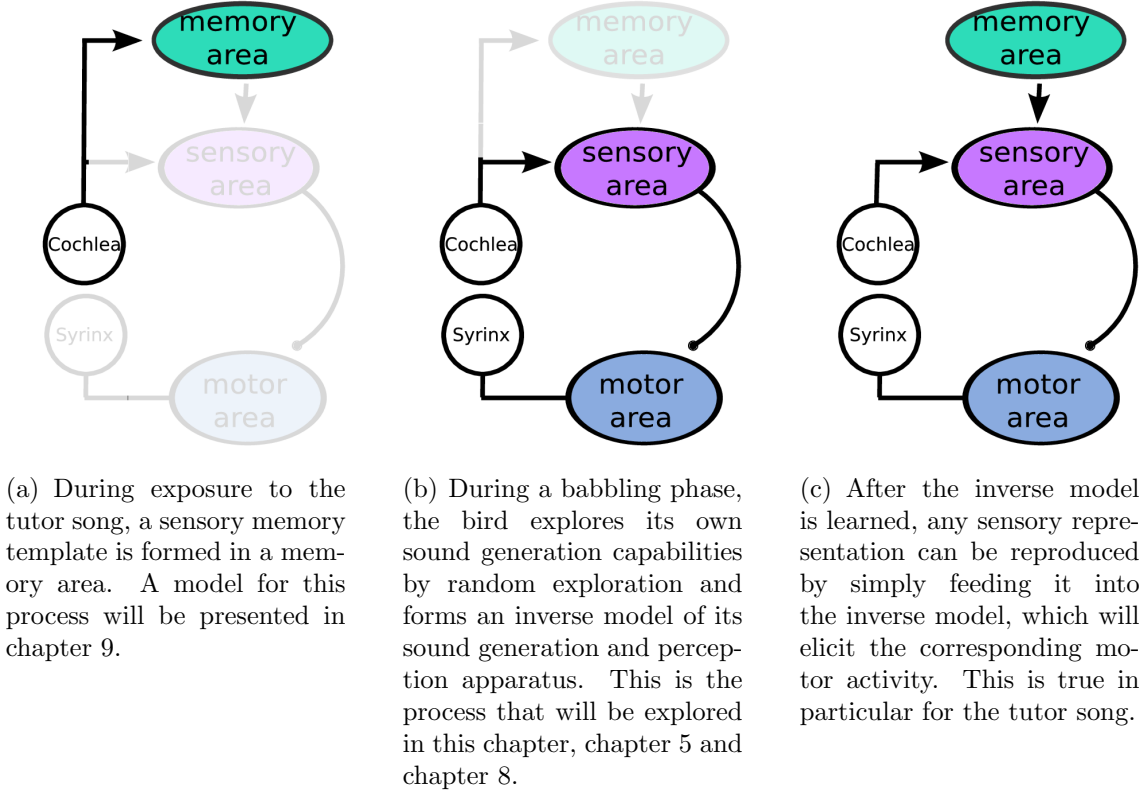 memory
area
sensory
area
Cochlea
Syrinx
motor
area
(a) During exposure to the
tutor song, a sensory memory
template is formed in a mem-
ory area. A model for this
process will be presented in
chapter 9.
memory
area
sensory
area
Cochlea
Syrinx
motor
area
(b) During a babbling phase,
the bird explores its own
sound generation capabilities
by random exploration and
forms an inverse model of its
sound generation and percep-
tion apparatus. This is the
process that will be explored
in this chapter, chapter 5 and
chapter 8.
memory
area
sensory
area
Cochlea
Syrinx
motor
area
(c) After the inverse model
is learned, any sensory repre-
sentation can be reproduced
by simply feeding it into
the inverse model, which will
elicit the corresponding mo-
tor activity. This is true in
particular for the tutor song.